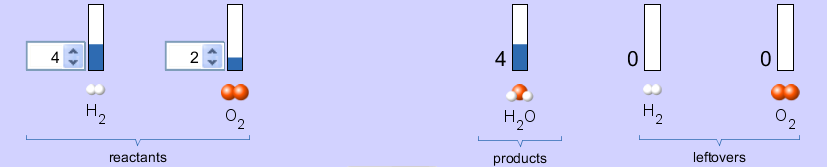 4 2 4 0 0
H2 O2 H2O H2 O2
reactants products leftovers